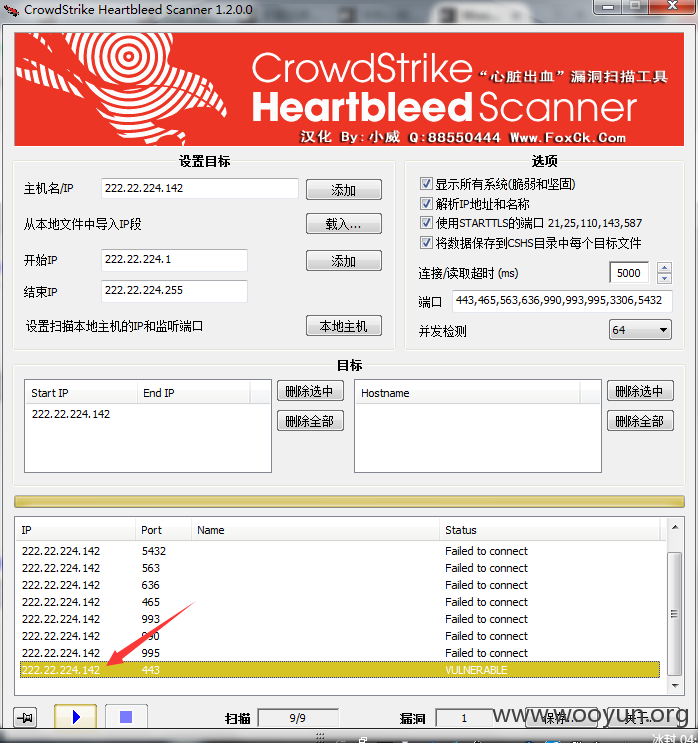 CrowdStrike Heartbleed Scanner 1.2.0.0
CrowdStrike “心脏出血”漏洞扫描工具
Heartbleed Scanner
汉化 By:小威 Q:88550444 Www.FoxCk.Com
设置目标
主机名/IP 222.22.224.142 添加
从本地文件中导入IP段 载入...
开始IP 222.22.224.1 添加
结束IP 222.22.224.255
设置扫描本地主机的IP和监听端口 本地主机
选项
显示所有系统(脆弱和坚固)
解析IP地址和名称
使用STARTTLS的端口 21,25,110,143,587
将数据保存到CSHS目录中每个目标文件
连接/读取超时 (ms) 5000
端口 443,465,563,636,990,993,995,3306,5432
并发检测 64
目标
Start IP End IP
222.22.224.142
删除选中
删除全部
Hostname
删除选中
删除全部
IP Port Name Status
222.22.224.142 5432 Failed to connect
222.22.224.142 563 Failed to connect
222.22.224.142 636 Failed to connect
222.22.224.142 465 Failed to connect
222.22.224.142 993 Failed to connect
222.22.224.142 990 Failed to connect
222.22.224.142 995 Failed to connect
222.22.224.142 443 VULNERABLE
扫描 9/9 漏洞 1 保存...
www.wooyun.org
冰封 04